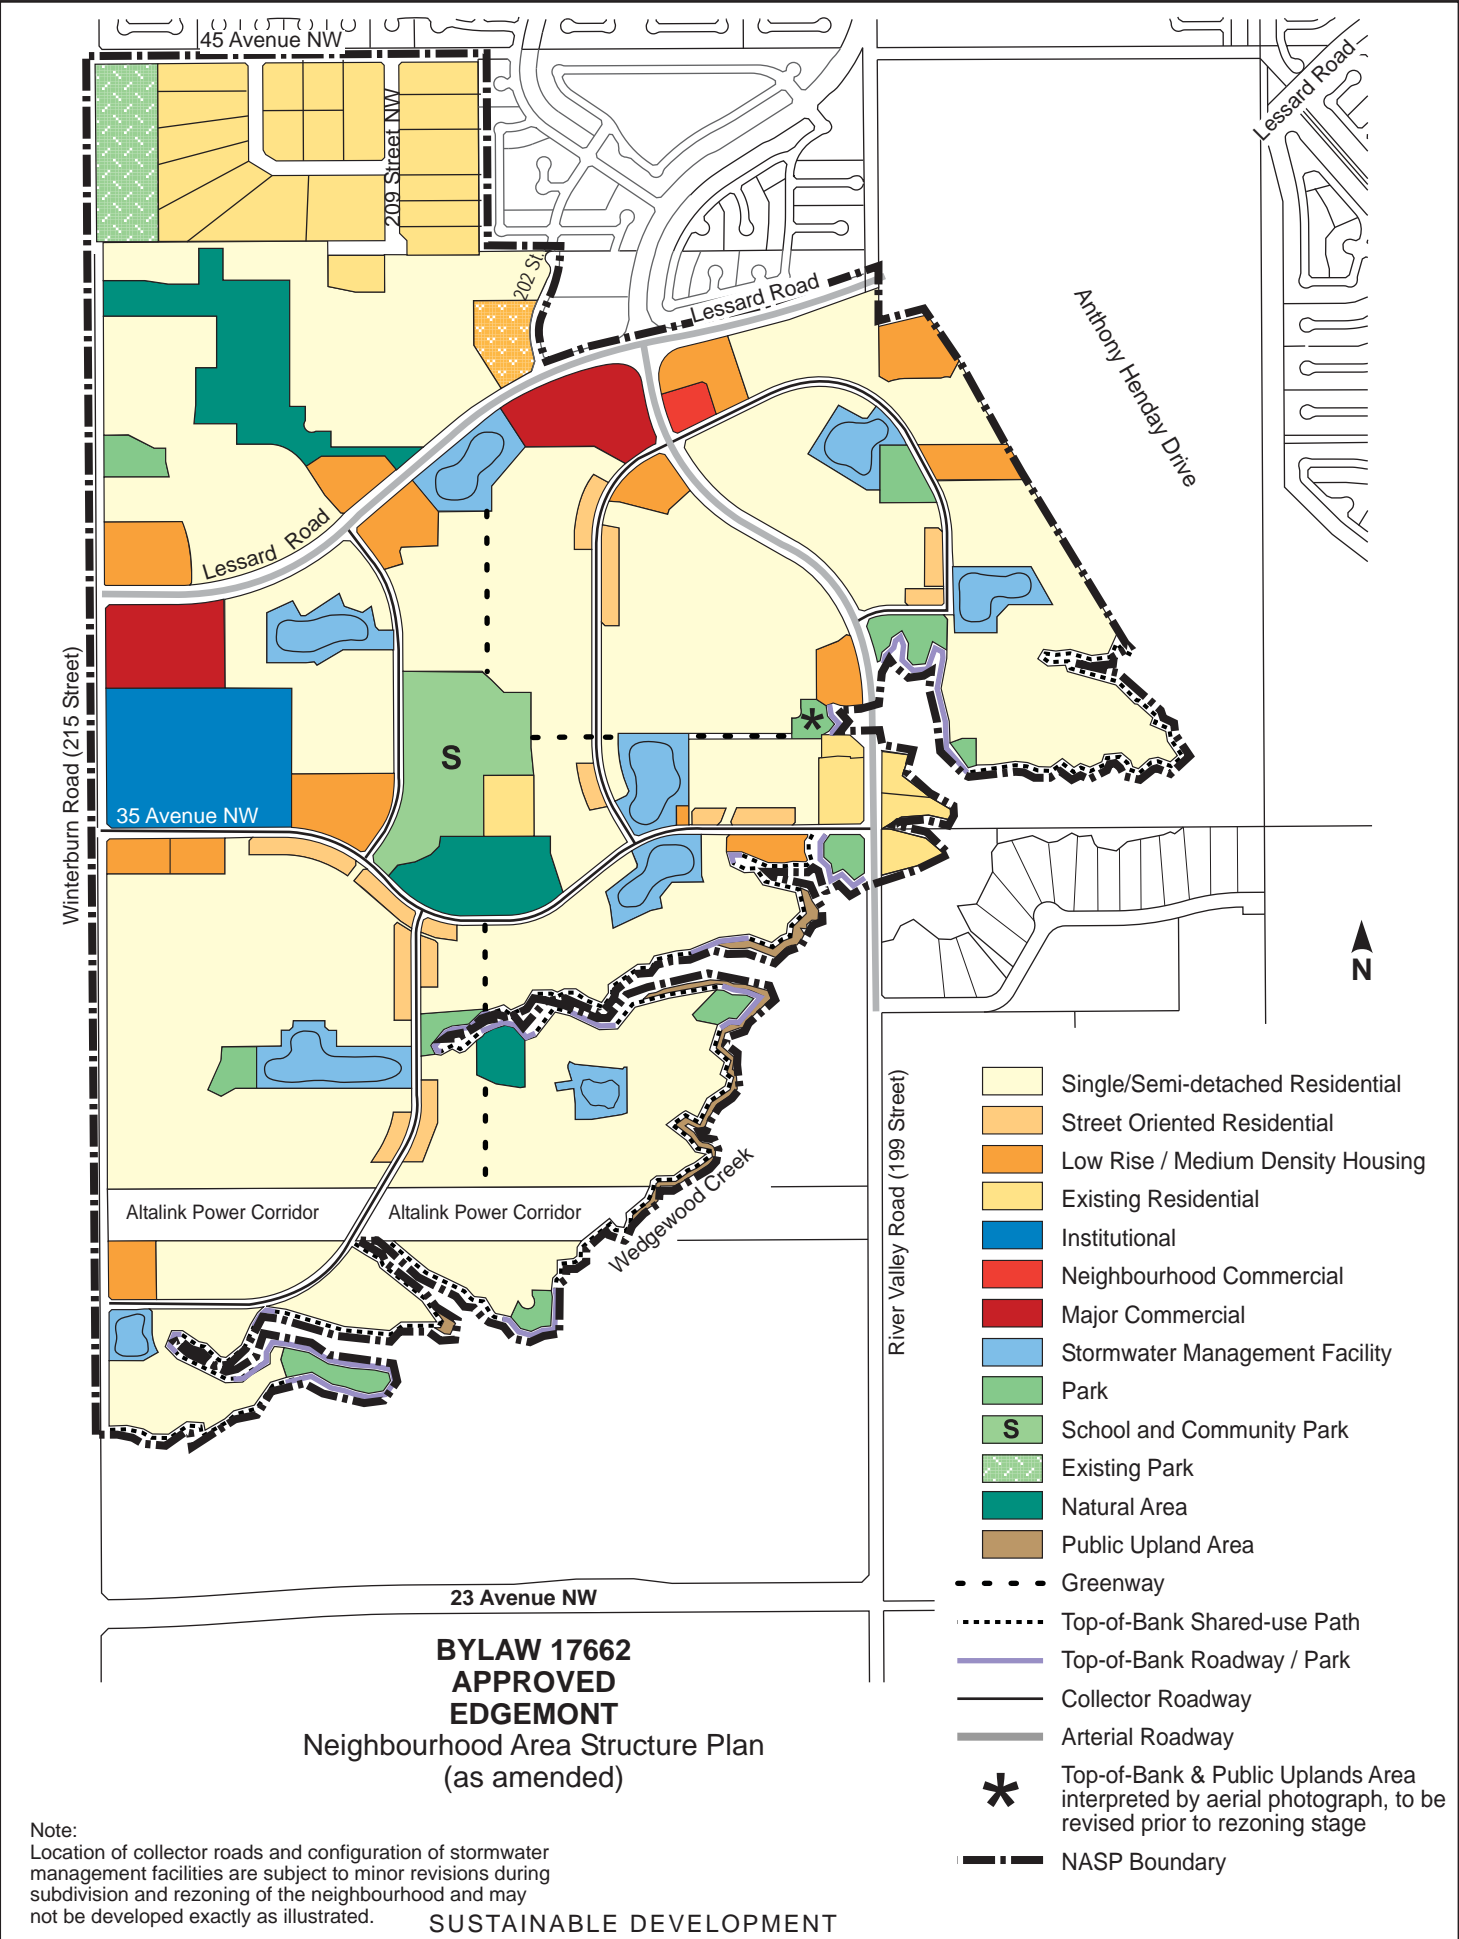 45 Avenue NW
Lessard Road
209 Street NW
202 St.
Lessard Road
Anthony Henday Drive
Lessard Road
Winterburn Road (215 Street)
S
*
35 Avenue NW
N
Altalink Power Corridor
Altalink Power Corridor
Wedgewood Creek
River Valley Road (199 Street)
Single/Semi-detached Residential
Street Oriented Residential
Low Rise / Medium Density Housing
Existing Residential
Institutional
Neighbourhood Commercial
Major Commercial
Stormwater Management Facility
Park
S School and Community Park
Existing Park
Natural Area
Public Upland Area
Greenway
Top-of-Bank Shared-use Path
Top-of-Bank Roadway / Park
Collector Roadway
Arterial Roadway
* Top-of-Bank & Public Uplands Area
interpreted by aerial photograph, to be
revised prior to rezoning stage
NASP Boundary
23 Avenue NW
BYLAW 17662
APPROVED
EDGEMONT
Neighbourhood Area Structure Plan
(as amended)
Note:
Location of collector roads and configuration of stormwater
management facilities are subject to minor revisions during
subdivision and rezoning of the neighbourhood and may
not be developed exactly as illustrated.
SUSTAINABLE DEVELOPMENT